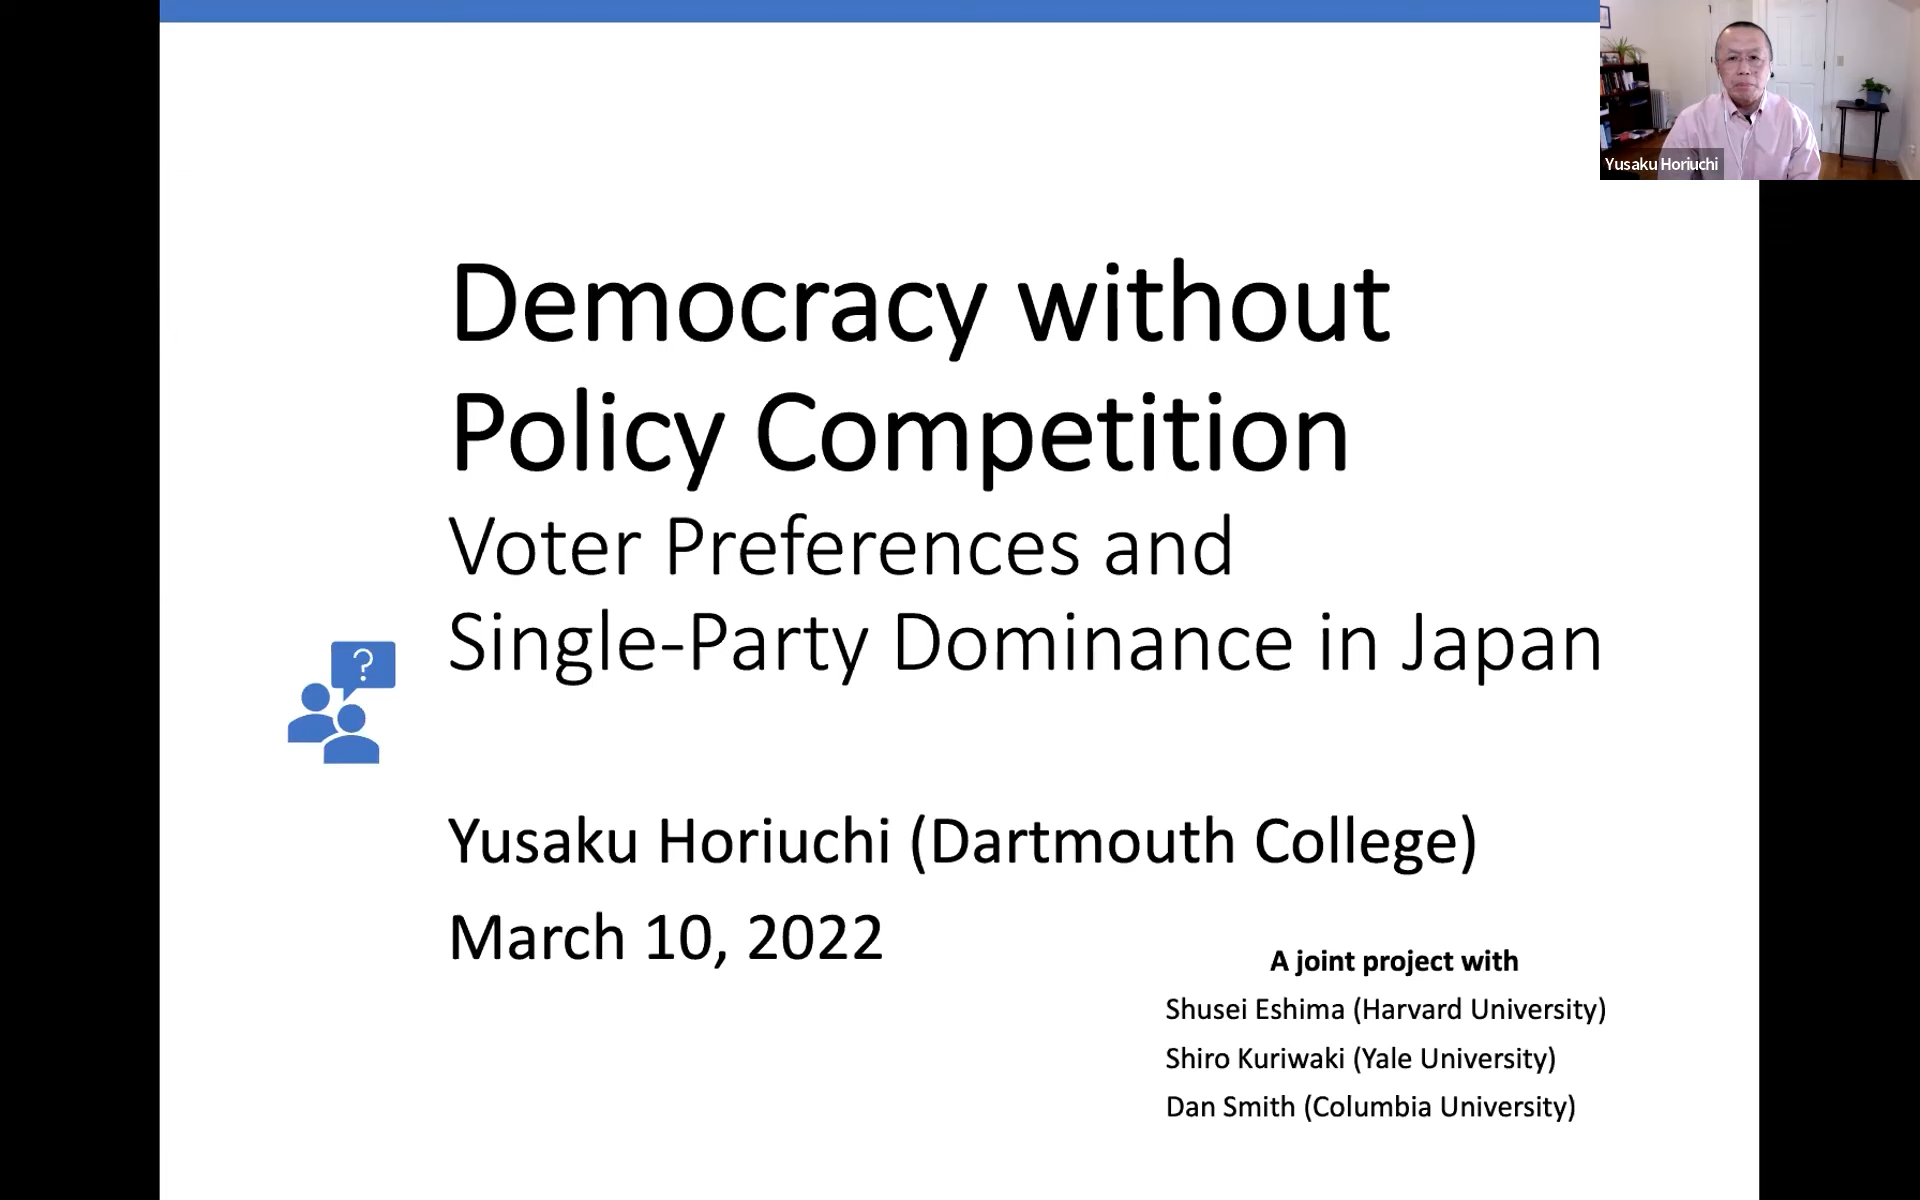 Yusaku Horiuchi
Democracy without
Policy Competition
Voter Preferences and
Single-Party Dominance in Japan
?
Yusaku Horiuchi (Dartmouth College)
March 10, 2022
A joint project with
Shusei Eshima (Harvard University)
Shiro Kuriwaki (Yale University)
Dan Smith (Columbia University)